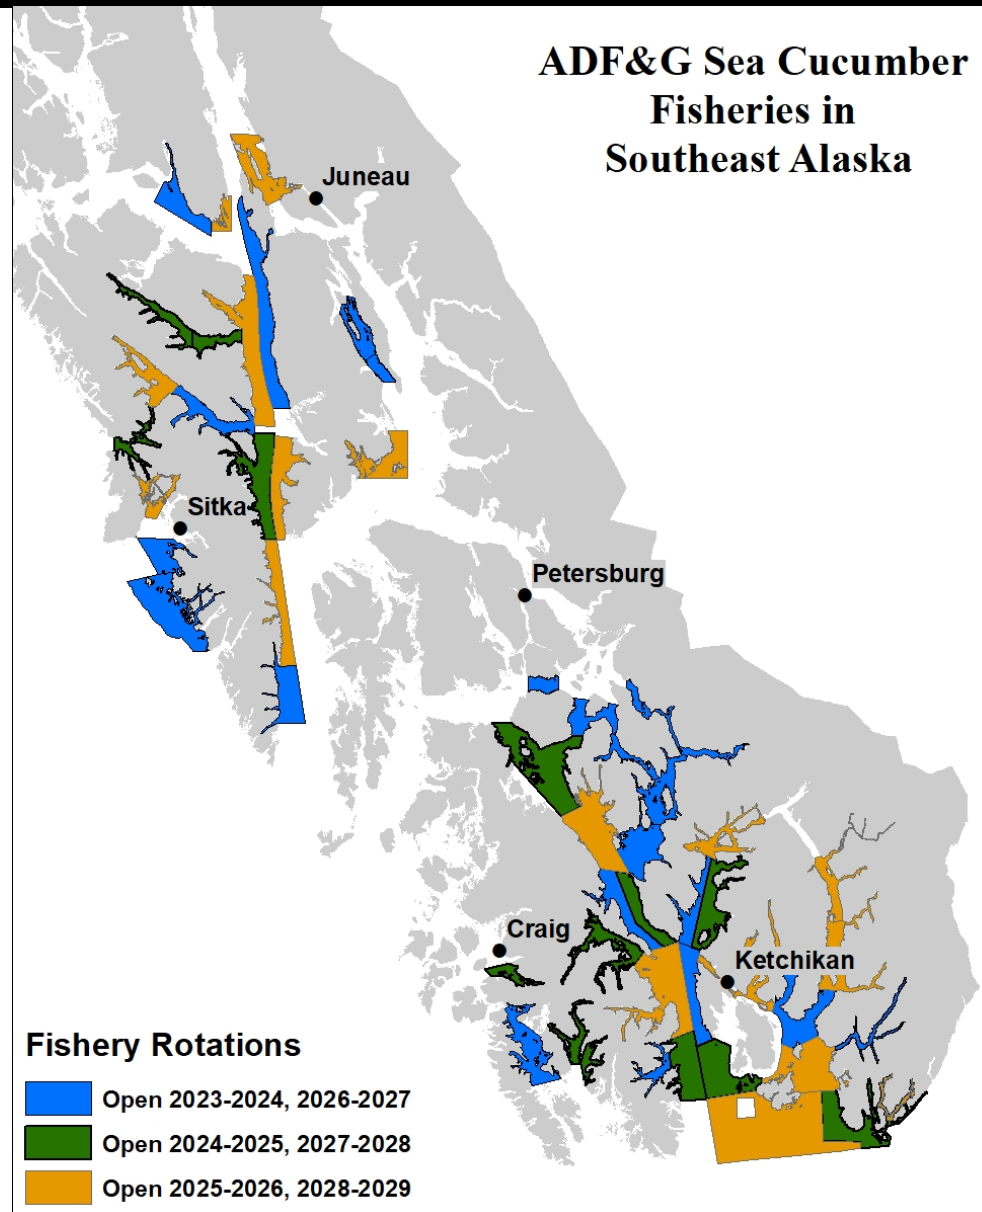 ADF&G Sea Cucumber
Fisheries in
Southeast Alaska
Juneau
Sitka
Petersburg
Craig
Ketchikan
Fishery Rotations
Open 2023-2024, 2026-2027
Open 2024-2025, 2027-2028
Open 2025-2026, 2028-2029